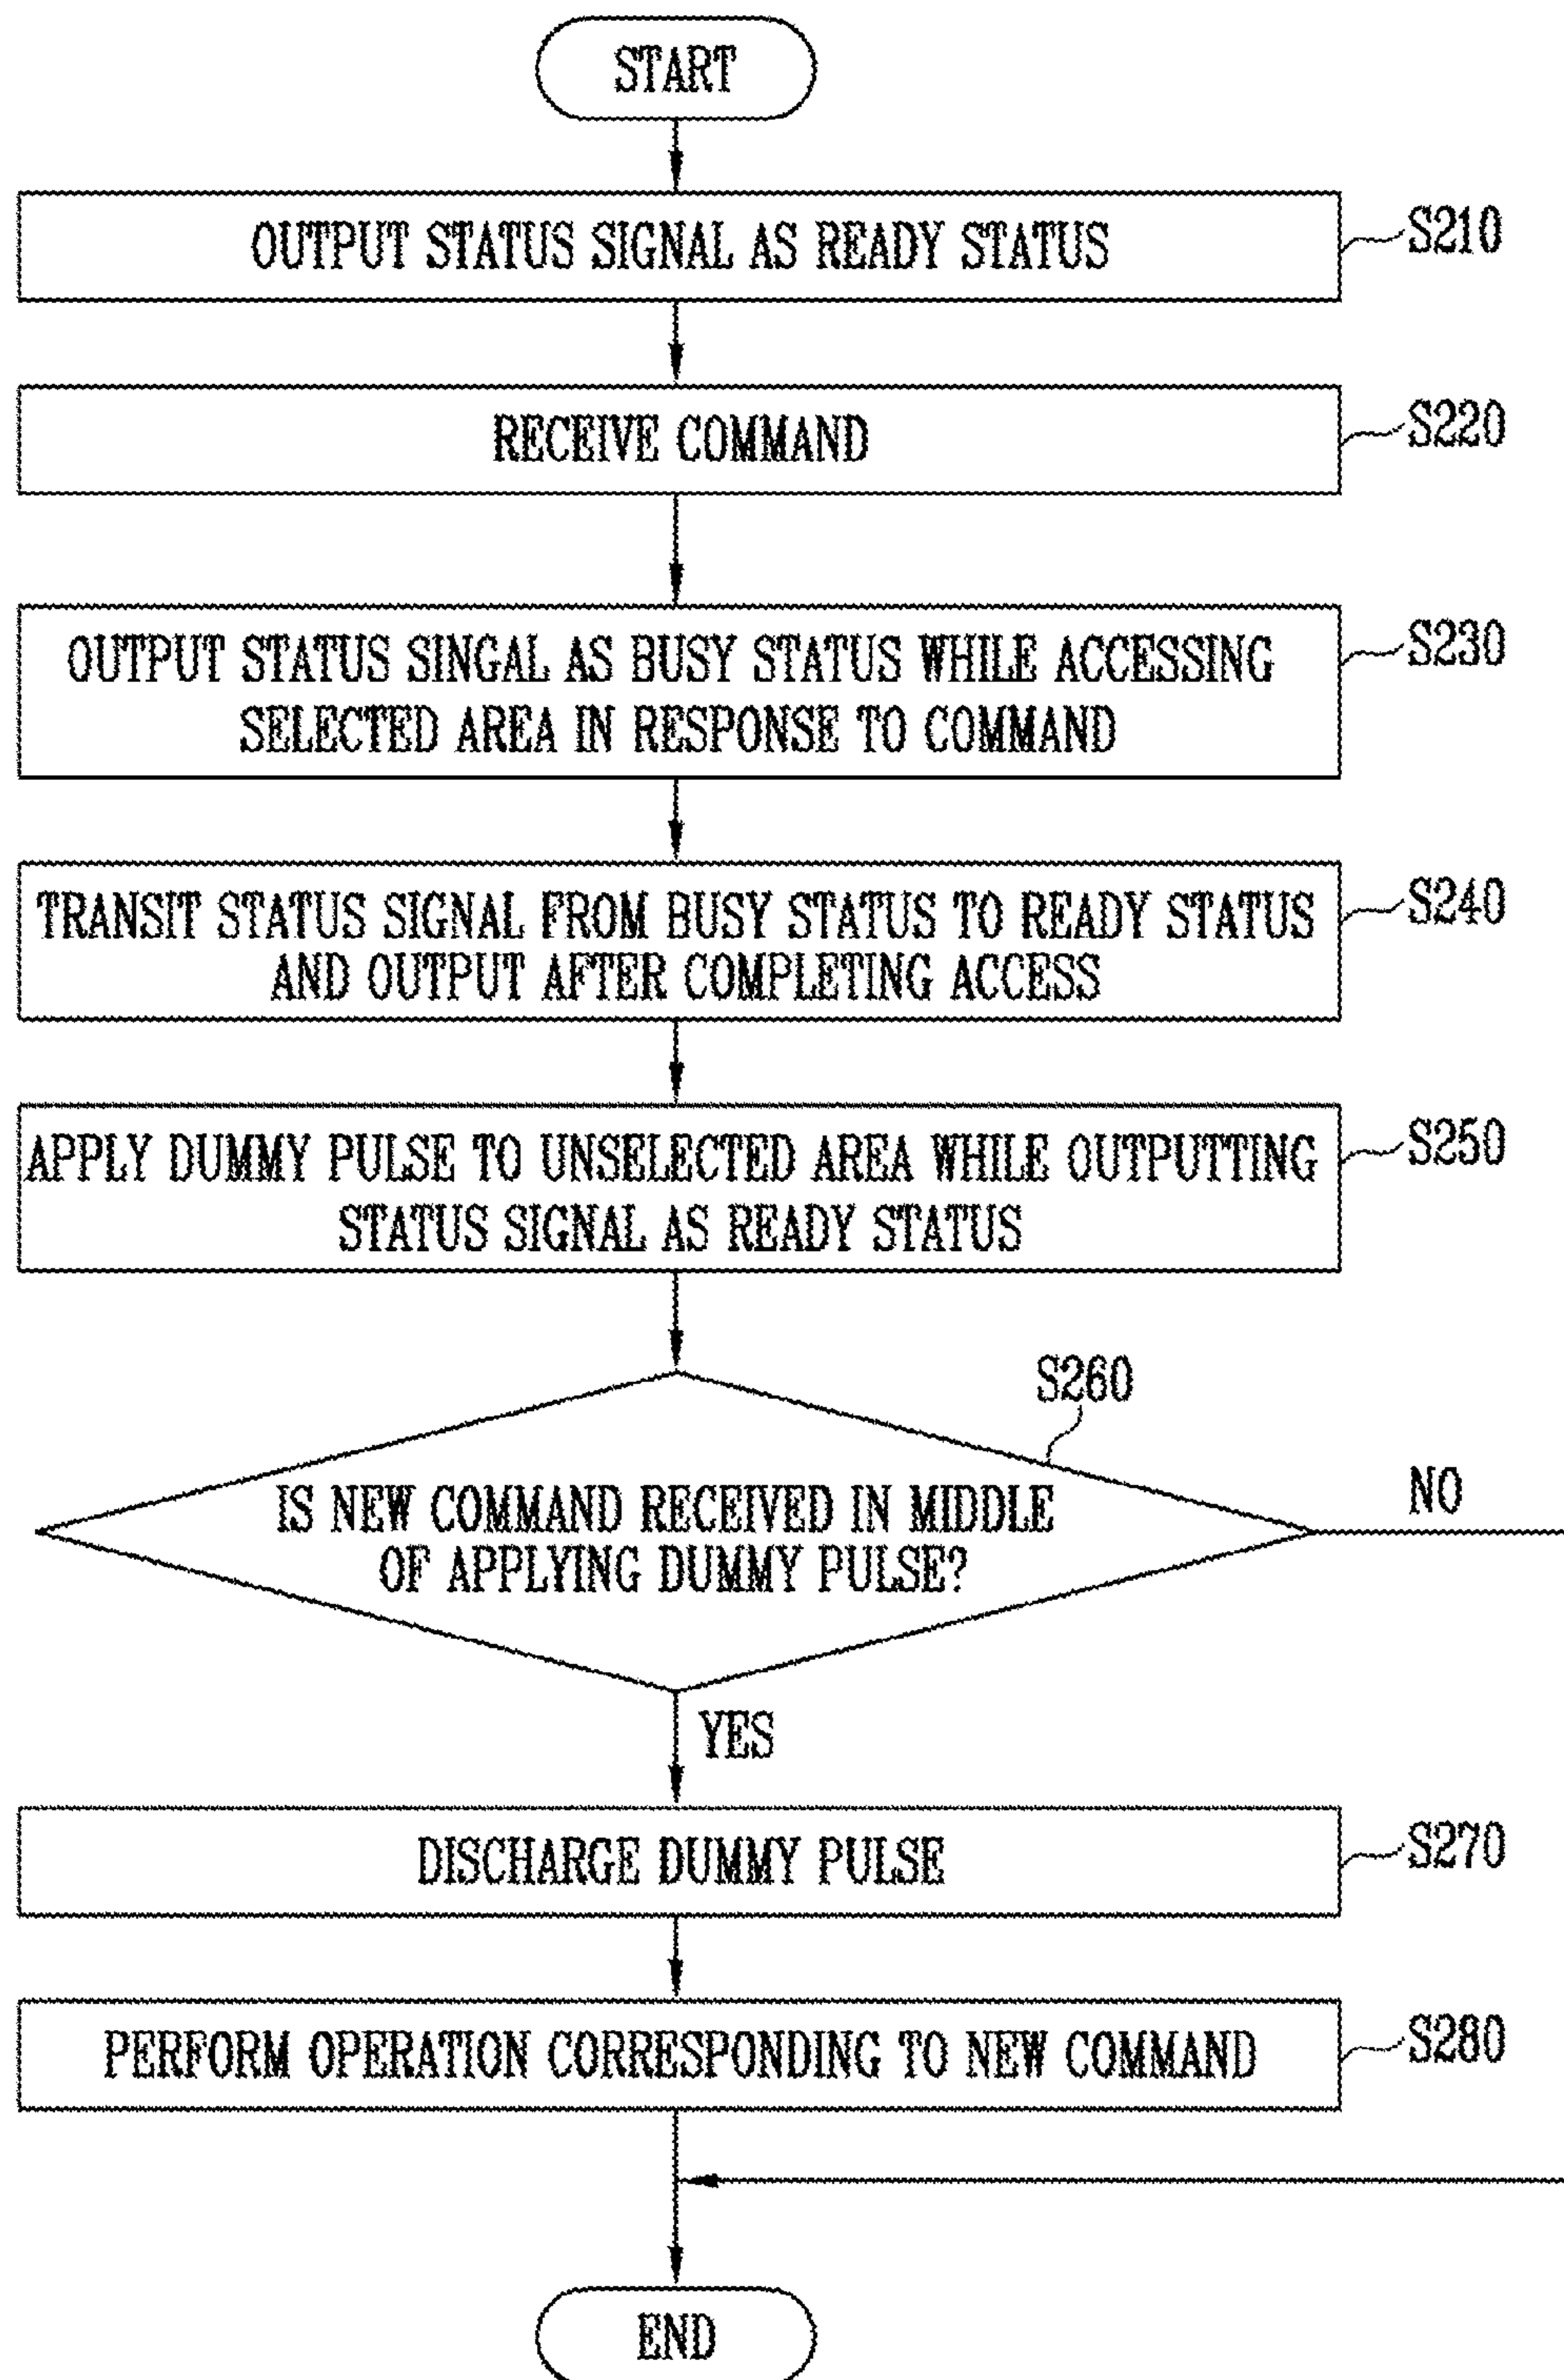 START
OUTPUT STATUS SIGNAL AS READY STATUS
S210
RECEIVE COMMAND
S220
OUTPUT STATUS SINGAL AS BUSY STATUS WHILE ACCESSING
SELECTED AREA IN RESPONSE TO COMMAND
S230
TRANSIT STATUS SIGNAL FROM BUSY STATUS TO READY STATUS
AND OUTPUT AFTER COMPLETING ACCESS
S240
APPLY DUMMY PULSE TO UNSELECTED AREA WHILE OUTPUTTING
STATUS SIGNAL AS READY STATUS
S250
S260
IS NEW COMMAND RECEIVED IN MIDDLE
OF APPLYING DUMMY PULSE?
NO
YES
DISCHARGE DUMMY PULSE
S270
PERFORM OPERATION CORRESPONDING TO NEW COMMAND
S280
END